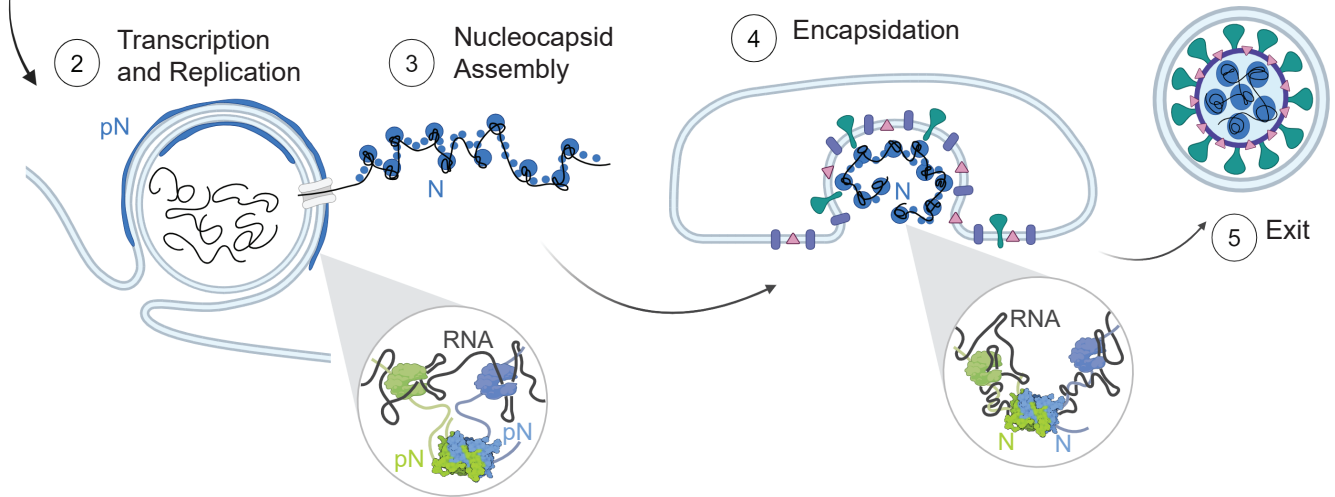 2
Transcription
and Replication
3
Nucleocapsid
Assembly
4
Encapsidation
pN
N
N
5
Exit
RNA
pN
pN
RNA
N
N